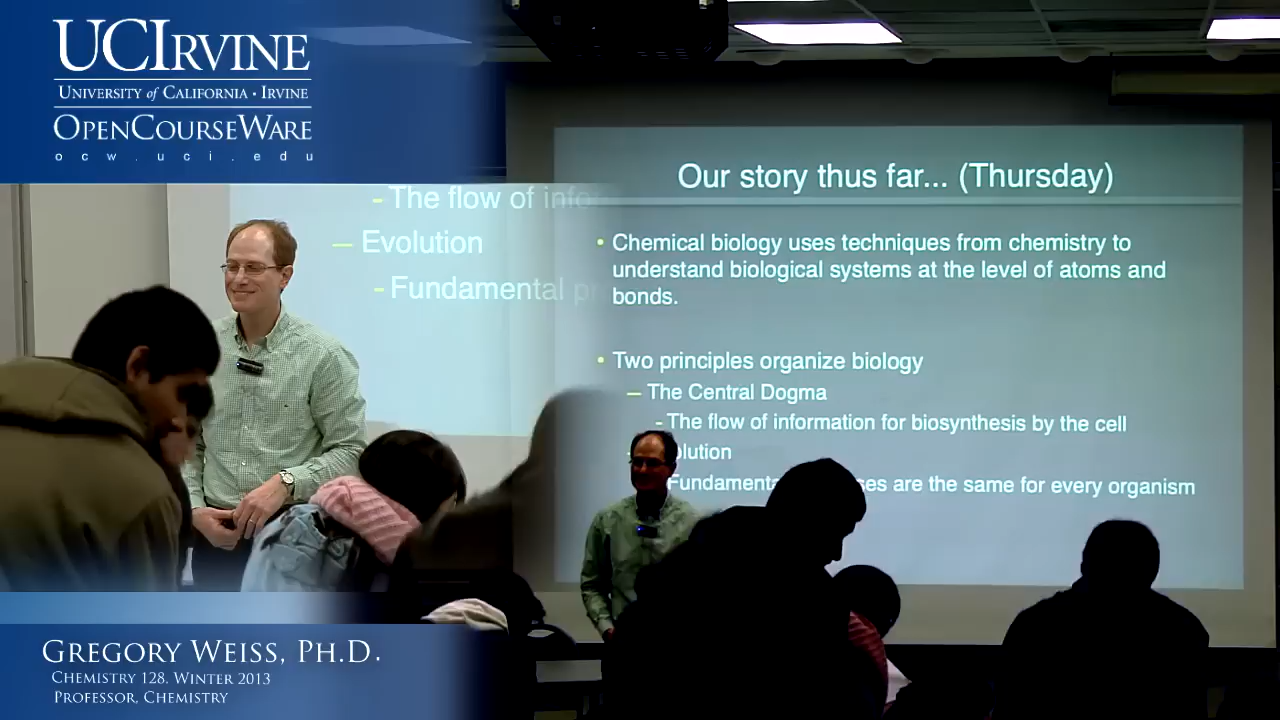 UCIRVINE
UNIVERSITY of CALIFORNIA • IRVINE
OPENCOURSEWARE
ocw.uci.edu
- The flow of info
– Evolution
- Fundamental
Our story thus far... (Thursday)
• Chemical biology uses techniques from chemistry to
understand biological systems at the level of atoms and
bonds.
• Two principles organize biology
– The Central Dogma
- The flow of information for biosynthesis by the cell
are the same for every organism
GREGORY WEISS, PH.D.
CHEMISTRY 128. WINTER 2013
PROFESSOR, CHEMISTRY